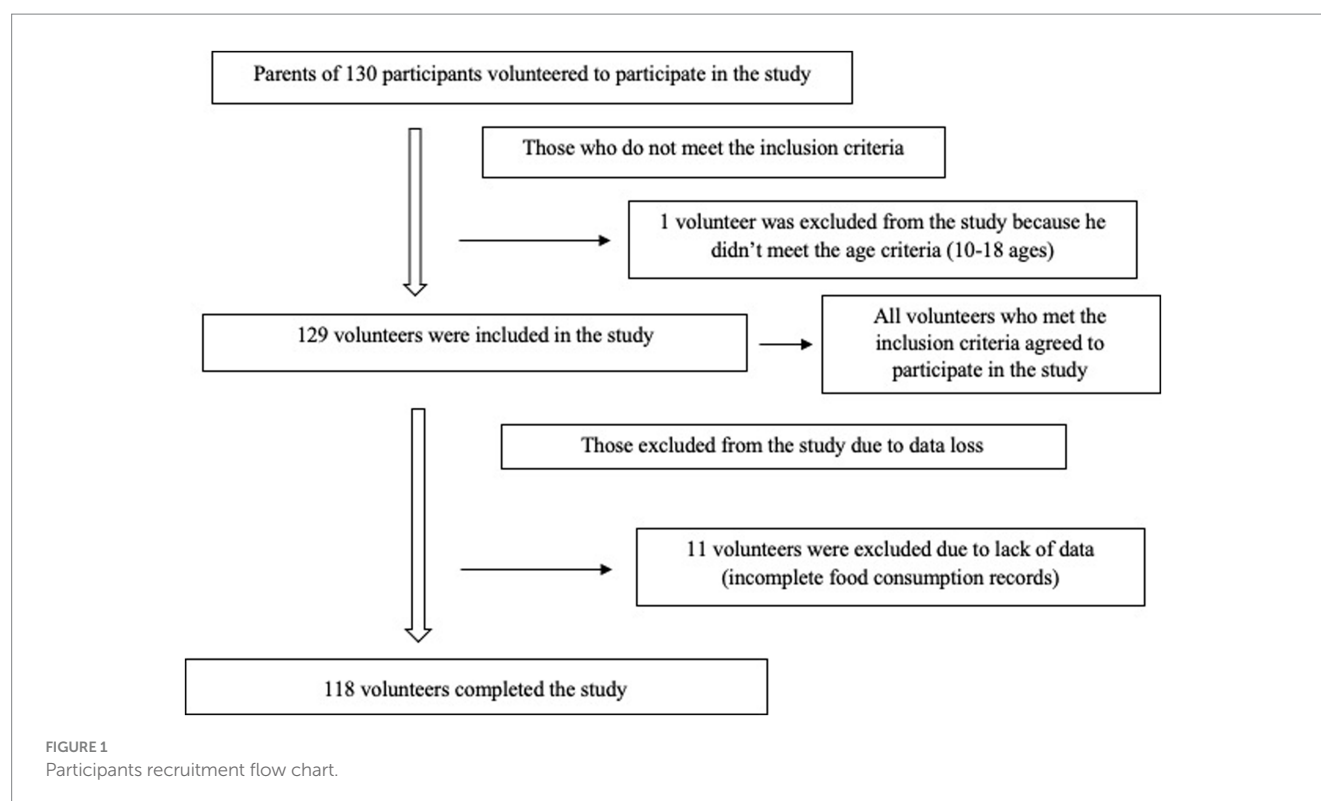 Parents of 130 participants volunteered to participate in the study
Those who do not meet the inclusion criteria
1 volunteer was excluded from the study because he
didn't meet the age criteria (10-18 ages)
129 volunteers were included in the study
All volunteers who met the
inclusion criteria agreed to
participate in the study
Those excluded from the study due to data loss
11 volunteers were excluded due to lack of data
(incomplete food consumption records)
118 volunteers completed the study
FIGURE 1
Participants recruitment flow chart.